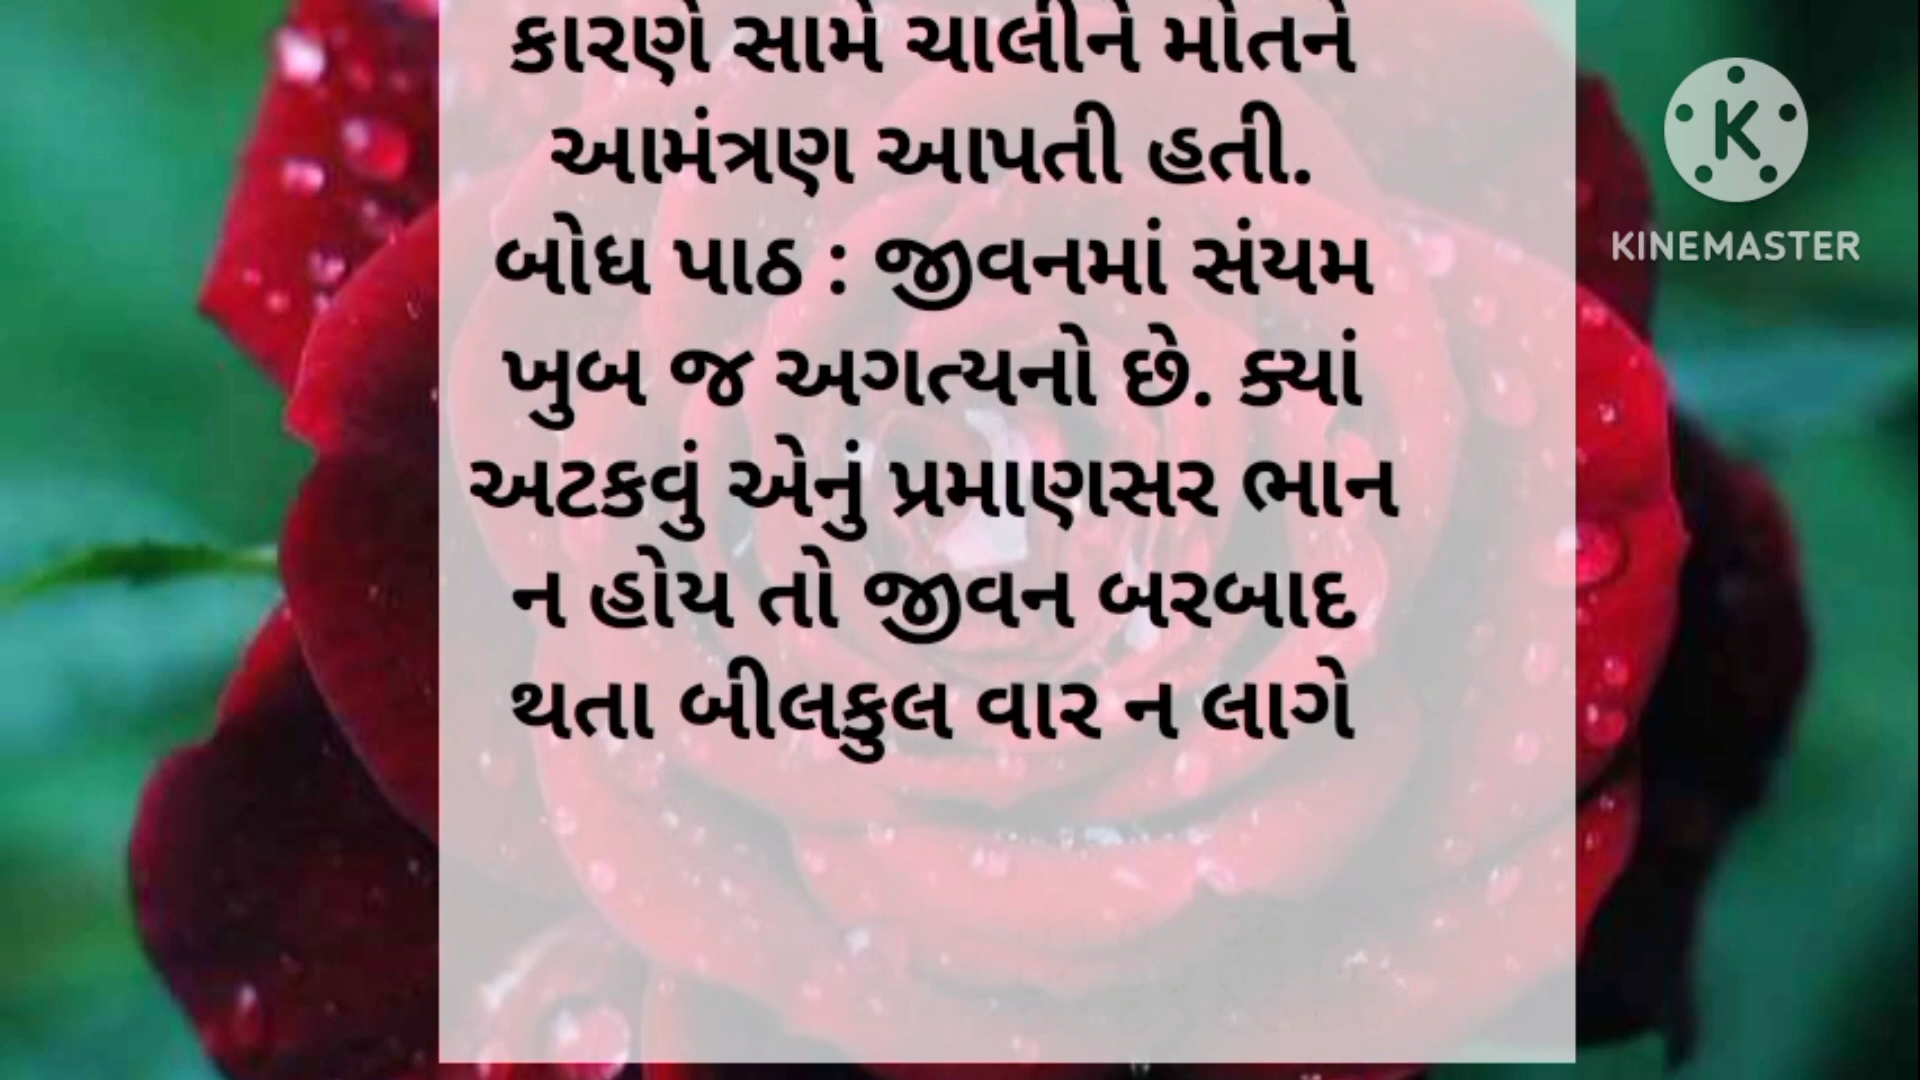 કારણે સામે ચાલીને મોતને
આમંત્રણ આપતી હતી.
બોધ પાઠ : જીવનમાં સંયમ
ખુબ જ અગત્યનો છે. ક્યાં
અટકવું એનું પ્રમાણસર ભાન
ન હોય તો જીવન બરબાદ
થતા બીલકુલ વાર ન લાગે
K
KINEMASTER